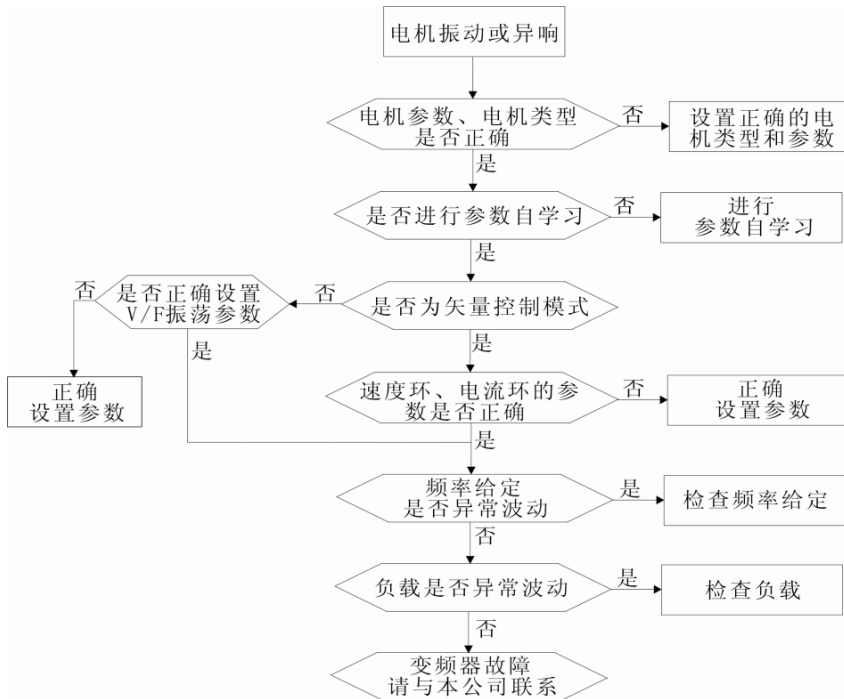 电机振动或异响
电机参数、电机类型
是否正确
否
设置正确的电
机类型和参数
是
是否进行参数自学习
否
进行
参数自学习
是
是否为矢量控制模式
否
是否正确设置
V/F振荡参数
否
正确
设置参数
是
是
速度环、电流环的参
数是否正确
否
正确
设置参数
是
频率给定
是否异常波动
是
检查频率给定
否
负载是否异常波动
是
检查负载
否
变频器故障
请与本公司联系